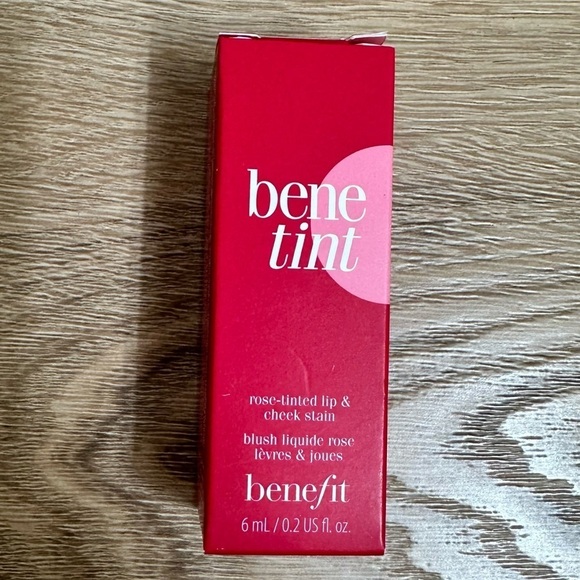 bene
tint
rose-tinted lip &
cheek stain
blush liquide rose
lèvres & joues
benefit
6 mL / 0.2 US fl. oz.